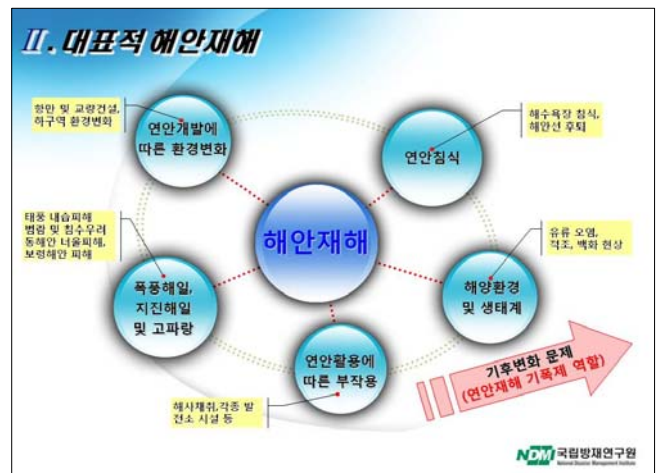 Ⅱ. 대표적 해안재해
항만 및 교량건설,
하구역 환경변화
연안개발에
따른 환경변화
해수욕장 침식,
해안선 후퇴
연안침식
태풍 내습피해
범람 및 침수우려
동해안 너울피해,
보령해안 피해
해안재해
유류 오염,
적조, 백화 현상
폭풍해일,
지진해일
및 고파랑
해양환경
및 생태계
연안활용에
따른 부작용
기후변화 문제
(연안재해 기폭제 역할)
해사채취,각종 발
전소 시설 등
NDMI 국립방재연구원
National Disaster Management Institute